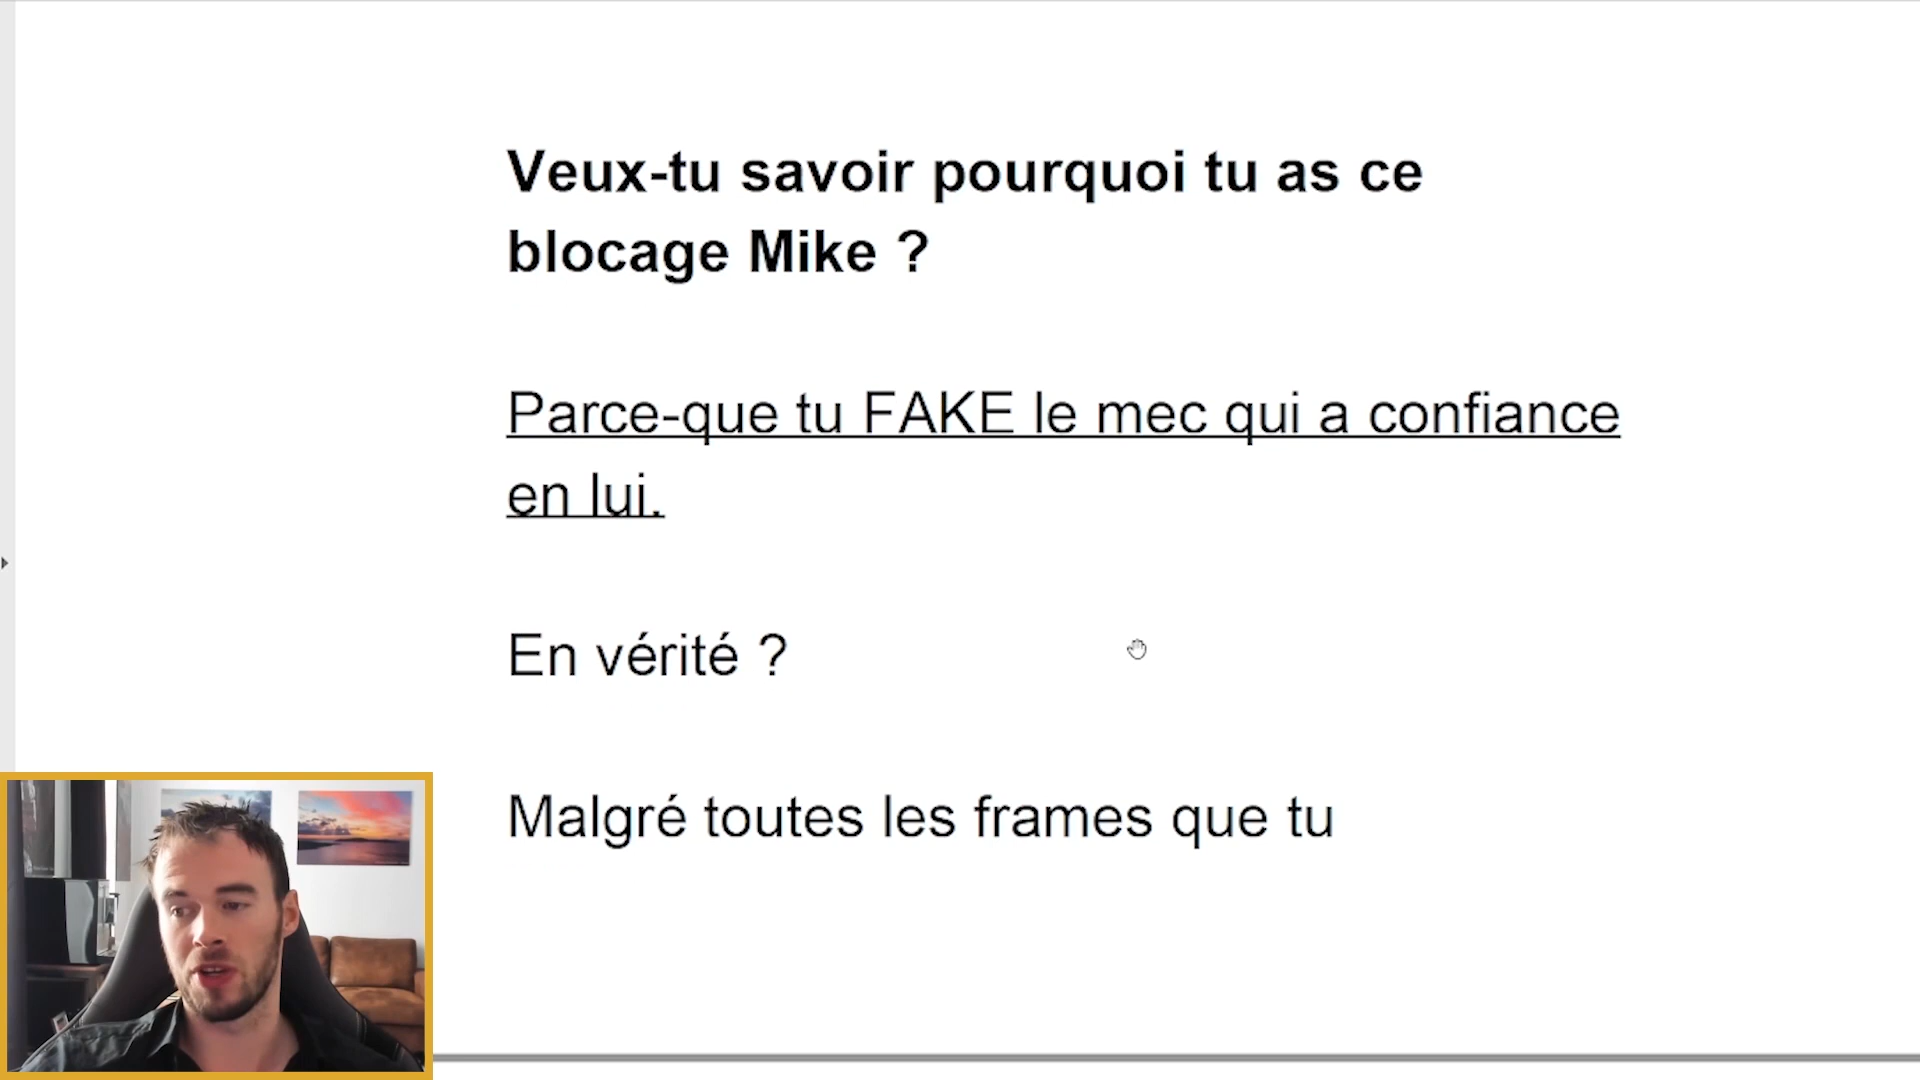 Veux-tu savoir pourquoi tu as ce
blocage Mike ?
Parce-que tu FAKE le mec qui a confiance
en lui.
En vérité ?
Malgré toutes les frames que tu